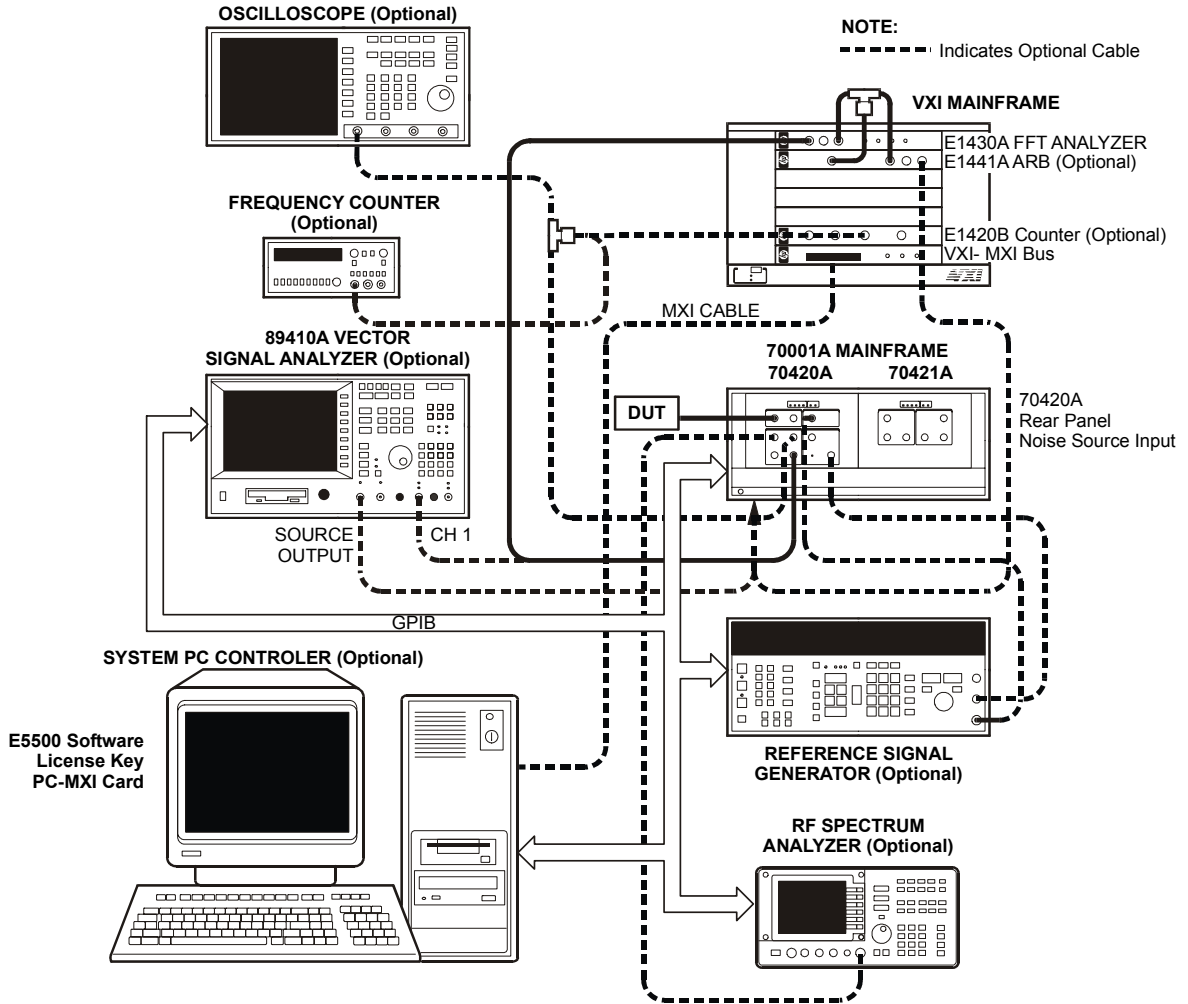 OSCILLOSCOPE (Optional)
NOTE:
Indicates Optional Cable
VXI MAINFRAME
E1430A FFT ANALYZER
E1441A ARB (Optional)
FREQUENCY COUNTER
(Optional)
E1420B Counter (Optional)
VXI- MXI Bus
VXI
MXI CABLE
89410A VECTOR
SIGNAL ANALYZER (Optional)
70001A MAINFRAME
70420A
70421A
DUT
70420A
Rear Panel
Noise Source Input
SOURCE
OUTPUT
CH 1
GPIB
SYSTEM PC CONTROLER (Optional)
E5500 Software
License Key
PC-MXI Card
REFERENCE SIGNAL
GENERATOR (Optional)
RF SPECTRUM
ANALYZER (Optional)